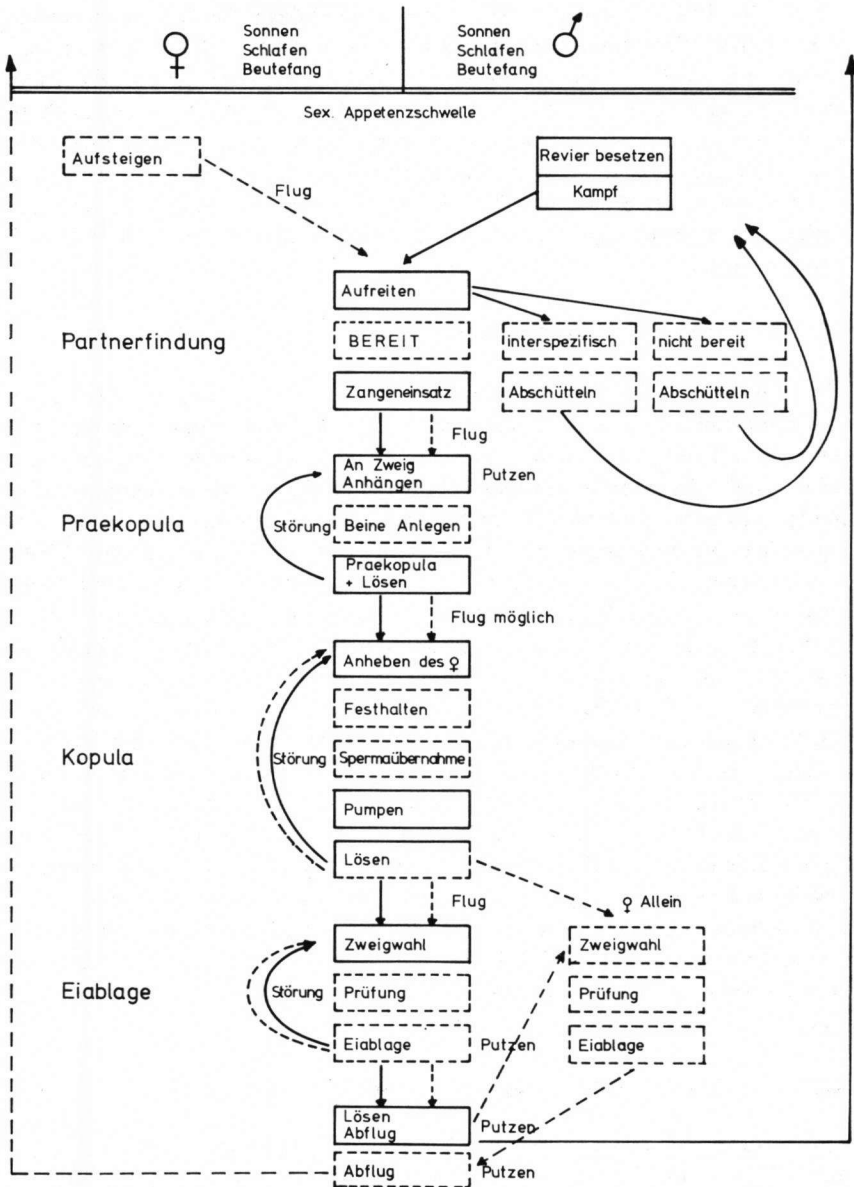 ♀ Sonnen Sonnen ♂
Schlafen Schlafen
Beutefang Beutefang
Sex. Appetenzschwelle
Aufsteigen
Revier besetzen
Kampf
Flug
Aufreiten
Partnerfindung
BEREIT
interspezifisch
nicht bereit
Zangeneinsatz
Abschütteln
Abschütteln
Flug
An Zweig
Anhängen
Putzen
Praekopula
Störung
Beine Anlegen
Praekopula
+ Lösen
Flug möglich
Anheben des ♀
Festhalten
Kopula
Störung
Spermaübernahme
Pumpen
Lösen
Flug
♀ Allein
Zweigwahl
Zweigwahl
Eiablage
Störung
Prüfung
Prüfung
Eiablage
Putzen
Eiablage
Lösen
Abflug
Putzen
Abflug
Putzen